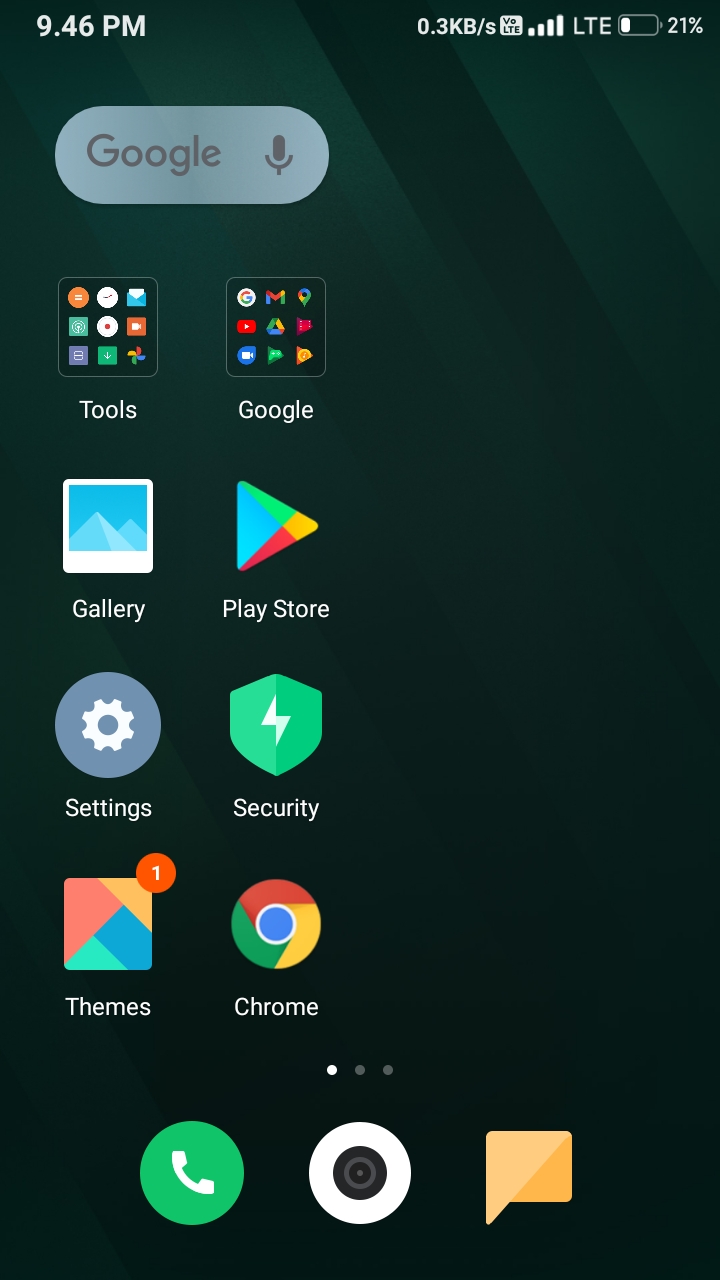 9.46 PM 0.3KB/s Vo LTE LTE 21%
Google
Tools Google
Gallery Play Store
Settings Security
1
Themes Chrome